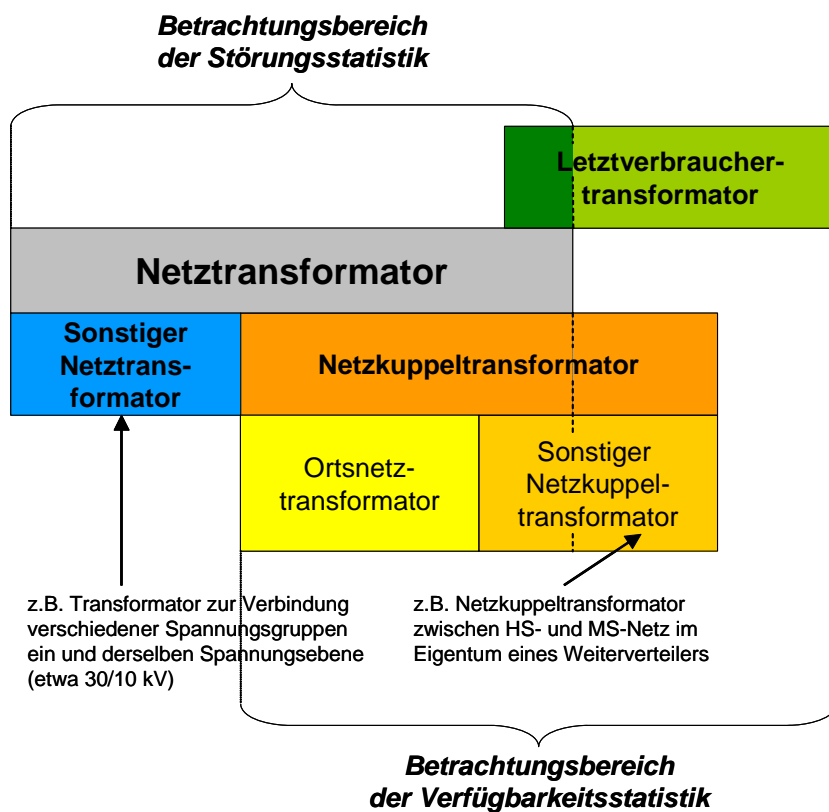 Betrachtungsbereich
der Störungsstatistik
Letztverbraucher-
transformator
Netztransformator
Sonstiger
Netztrans-
formator
Netzkuppeltransformator
Ortsnetz-
transformator
Sonstiger
Netzkuppel-
transformator
z.B. Transformator zur Verbindung
verschiedener Spannungsgruppen
ein und derselben Spannungsebene
(etwa 30/10 kV)
z.B. Netzkuppeltransformator
zwischen HS- und MS-Netz im
Eigentum eines Weiterverteilers
Betrachtungsbereich
der Verfügbarkeitsstatistik